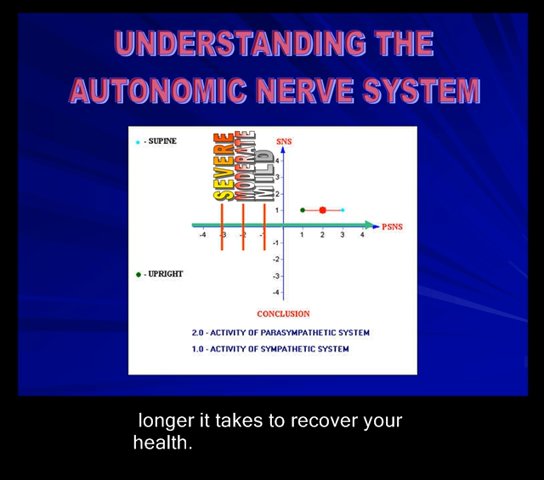 UNDERSTANDING THE
AUTONOMIC NERVE SYSTEM
- SUPINE
SEVERE
MODERATE
MILD
SNS
4
3
2
1
-4 -3 -2 -1 1 2 3 4 PSNS
-1
-2
-3
-4
- UPRIGHT
CONCLUSION
2.0 - ACTIVITY OF PARASYMPATHETIC SYSTEM
1.0 - ACTIVITY OF SYMPATHETIC SYSTEM
longer it takes to recover your
health.